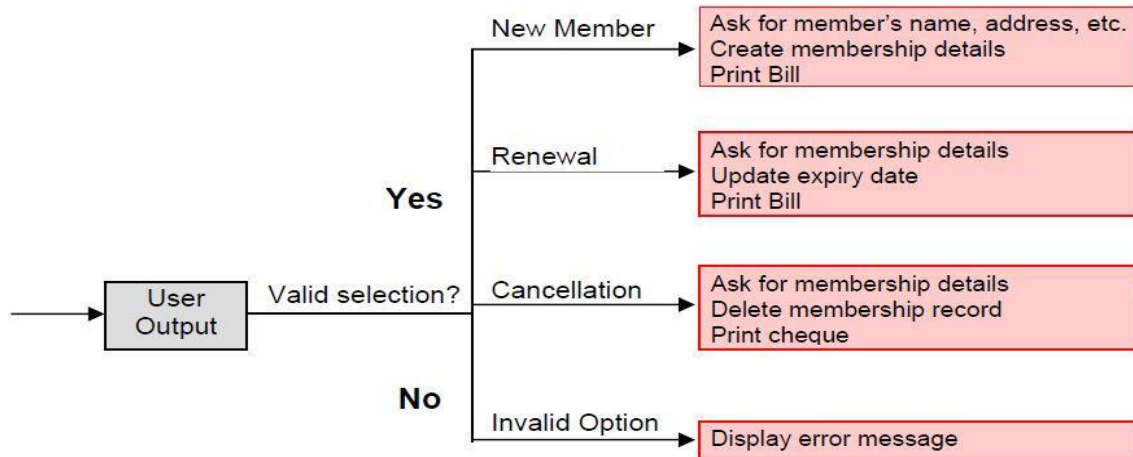 New Member
Ask for member's name, address, etc.
Create membership details
Print Bill
Renewal
Ask for membership details
Update expiry date
Print Bill
Yes
User
Output
Valid selection?
Cancellation
Ask for membership details
Delete membership record
Print cheque
No
Invalid Option
Display error message